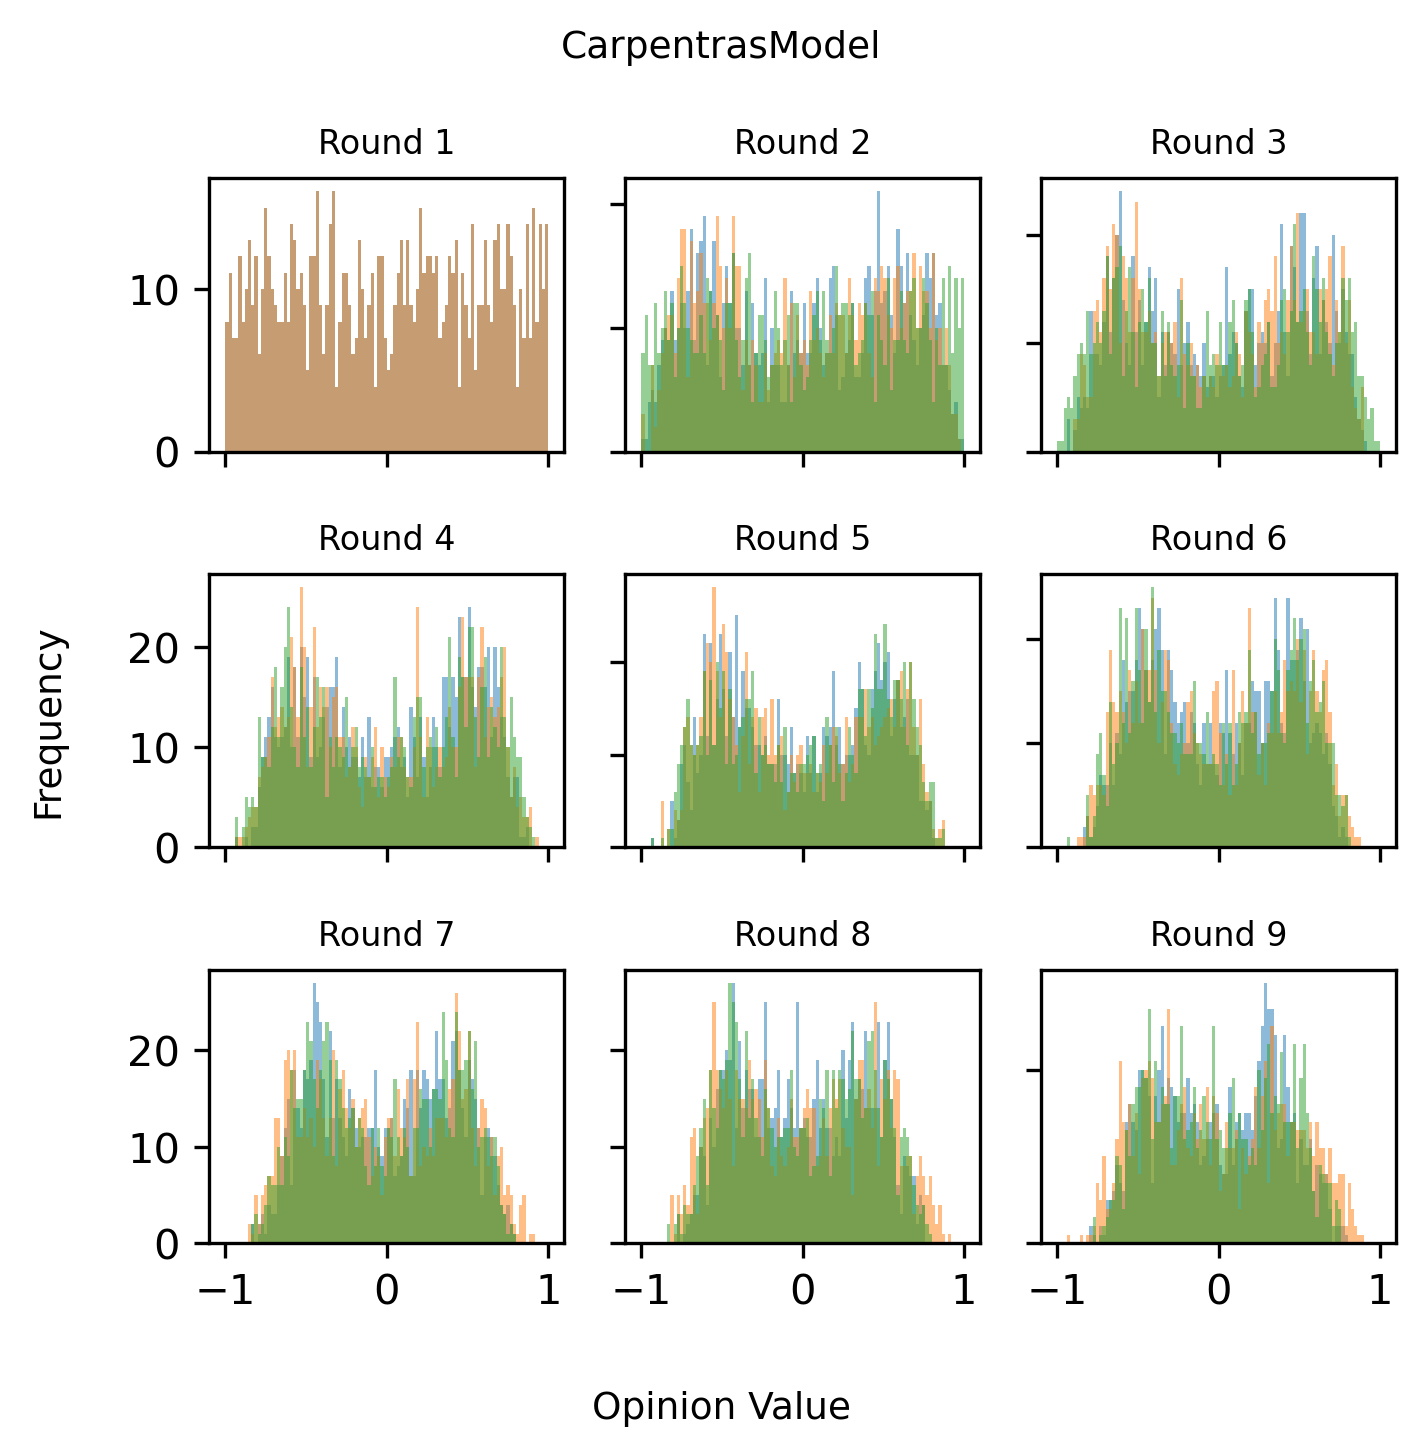 CarpentrasModel
Round 1
Round 2
Round 3
10
0
Round 4
Round 5
Round 6
20
10
0
Frequency
Round 7
Round 8
Round 9
20
10
0
−1 0 1
−1 0 1
−1 0 1
Opinion Value